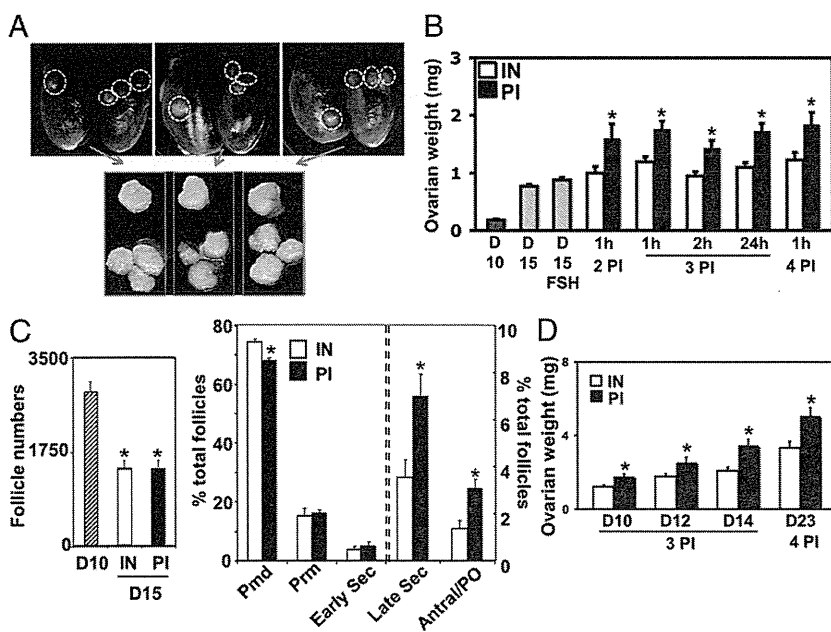 A
B
Ovarian weight (mg)
3
2
1
0
IN
PI
* * * * *
D 10
D 15
D 15 FSH
1h 1h 2h 24h 1h
2 PI 3 PI 4 PI
C
Follicle numbers
3500
1750
0
* *
D10 IN PI
D15
% total follicles
80
60
40
20
0
IN
PI
* * *
10
8
6
4
2
0
% total follicles
Prmd Prm Early Sec Late Sec Antral/PO
D
Ovarian weight (mg)
8
4
0
IN
PI
* * * *
D10 D12 D14 D23
3 PI 4 PI